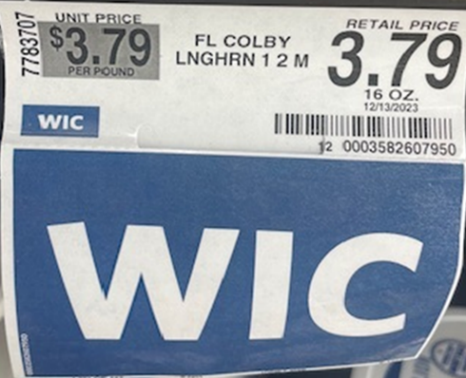 7783707
UNIT PRICE
$3.79
PER POUND
FL COLBY
LNGHRN 1 2 M
RETAIL PRICE
3.79
16 OZ.
12/13/2023
12 0003582607950
WIC
WIC